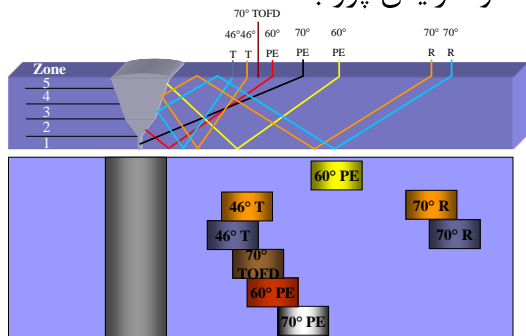 70° TOFD
46°46° 60° 70° 60° 70° 70°
T T PE PE PE R R
Zone
5
4
3
2
1
60° PE
46° T 70° R
46° T 70° R
70°
TOFD
60° PE
70° PE